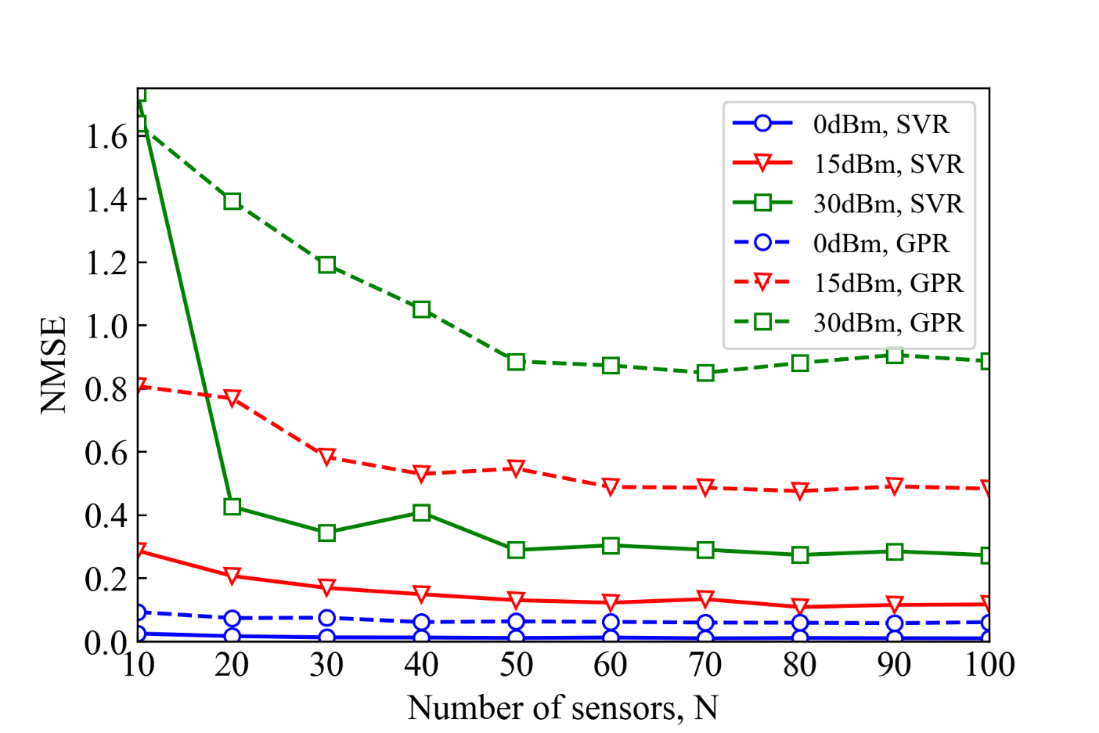 0dBm, SVR
15dBm, SVR
30dBm, SVR
0dBm, GPR
15dBm, GPR
30dBm, GPR
NMSE
1.6
1.4
1.2
1.0
0.8
0.6
0.4
0.2
0.0
10 20 30 40 50 60 70 80 90 100
Number of sensors, N